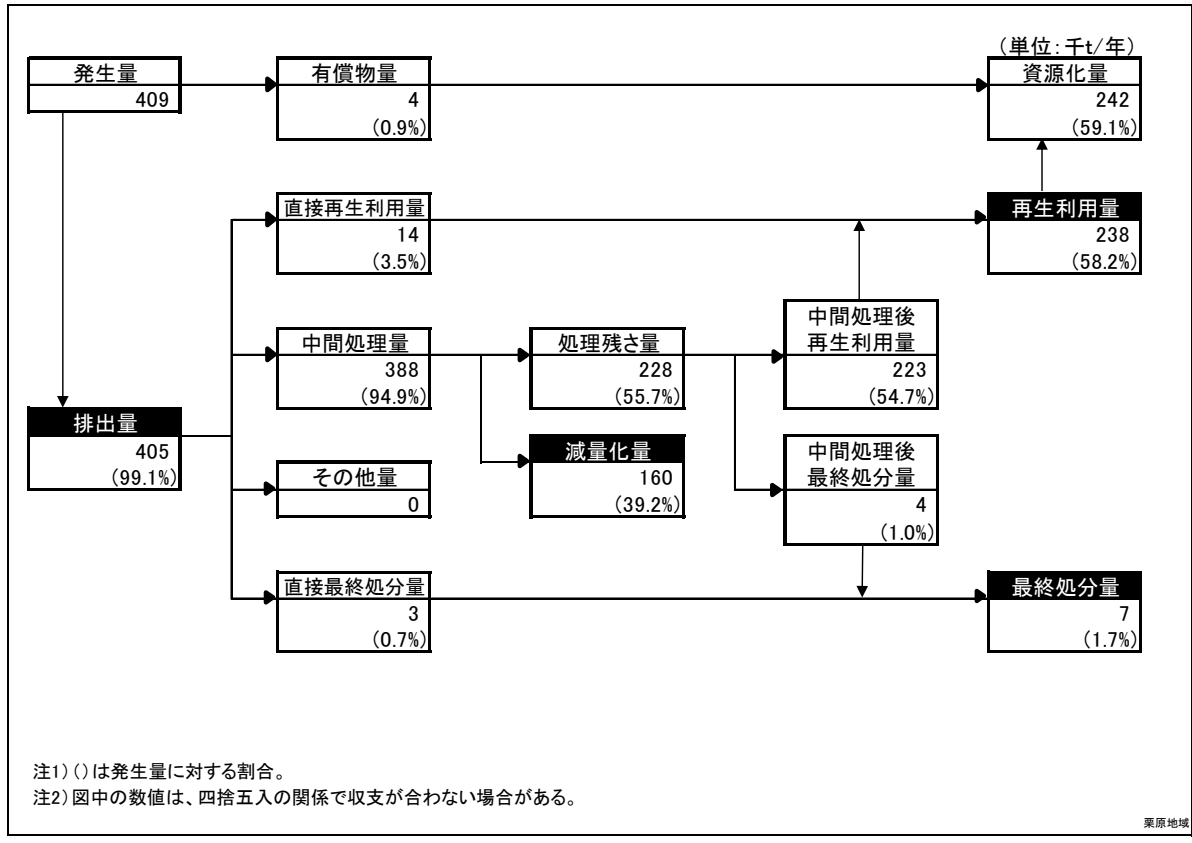 （単位：千t/年）
発生量
409
有償物量
4
（0.9%）
資源化量
242
（59.1%）
直接再生利用量
14
（3.5%）
再生利用量
238
（58.2%）
中間処理量
388
（94.9%）
処理残さ量
228
（55.7%）
中間処理後
再生利用量
223
（54.7%）
排出量
405
（99.1%）
減量化量
160
（39.2%）
中間処理後
最終処分量
4
（1.0%）
その他量
0
直接最終処分量
3
（0.7%）
最終処分量
7
（1.7%）
注1）（）は発生量に対する割合。
注2）図中の数値は、四捨五入の関係で収支が合わない場合がある。
栗原地域